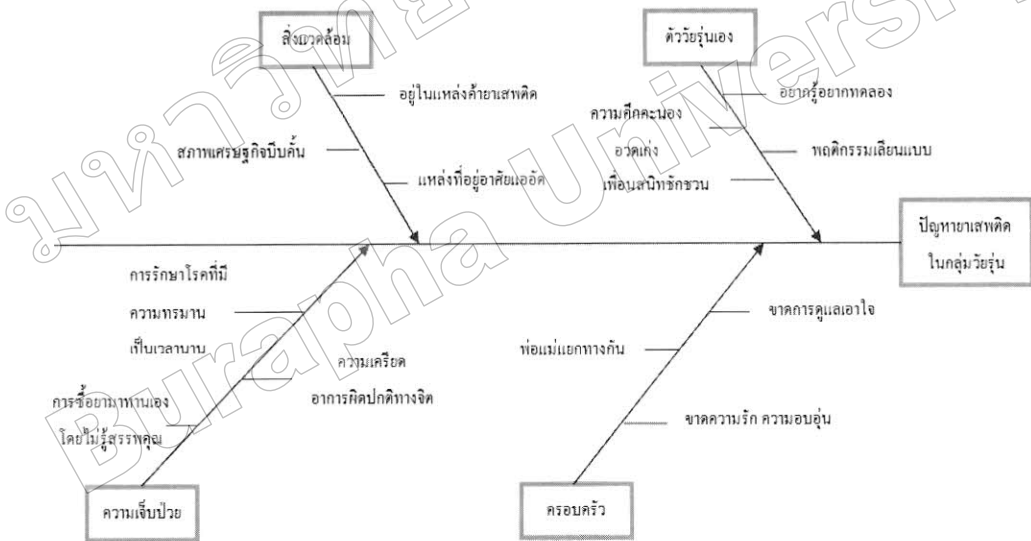 สิ่งแวดล้อม
ตัววัยรุ่นเอง
อยู่ในแหล่งค้ายาเสพติด
อยากรู้อยากทดลอง
ความคึกคะนอง
สภาพเศรษฐกิจบีบคั้น
อวดเก่ง
พฤติกรรมเลียนแบบ
แหล่งที่อยู่อาศัยแออัด
เพื่อนสนิทชักชวน
ปัญหายาเสพติด
ในกลุ่มวัยรุ่น
การรักษาโรคที่มี
ความทรมาน
เป็นเวลานาน
ขาดการดูแลเอาใจ
พ่อแม่แยกทางกัน
ความเครียด
อาการผิดปกติทางจิต
การซื้อยามาทานเอง
โดยไม่รู้สรรพคุณ
ขาดความรัก ความอบอุ่น
ความเจ็บป่วย
ครอบครัว
Burapha University